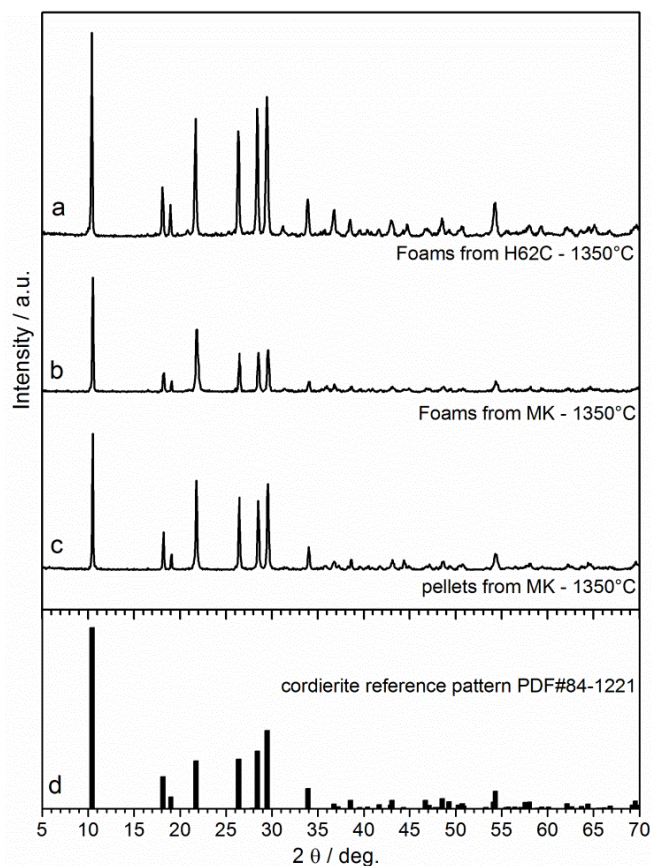 a
Foams from H62C - 1350°C
b
Foams from MK - 1350°C
c
pellets from MK - 1350°C
Intensity / a.u.
cordierite reference pattern PDF#84-1221
d
5 10 15 20 25 30 35 40 45 50 55 60 65 70
2 θ / deg.